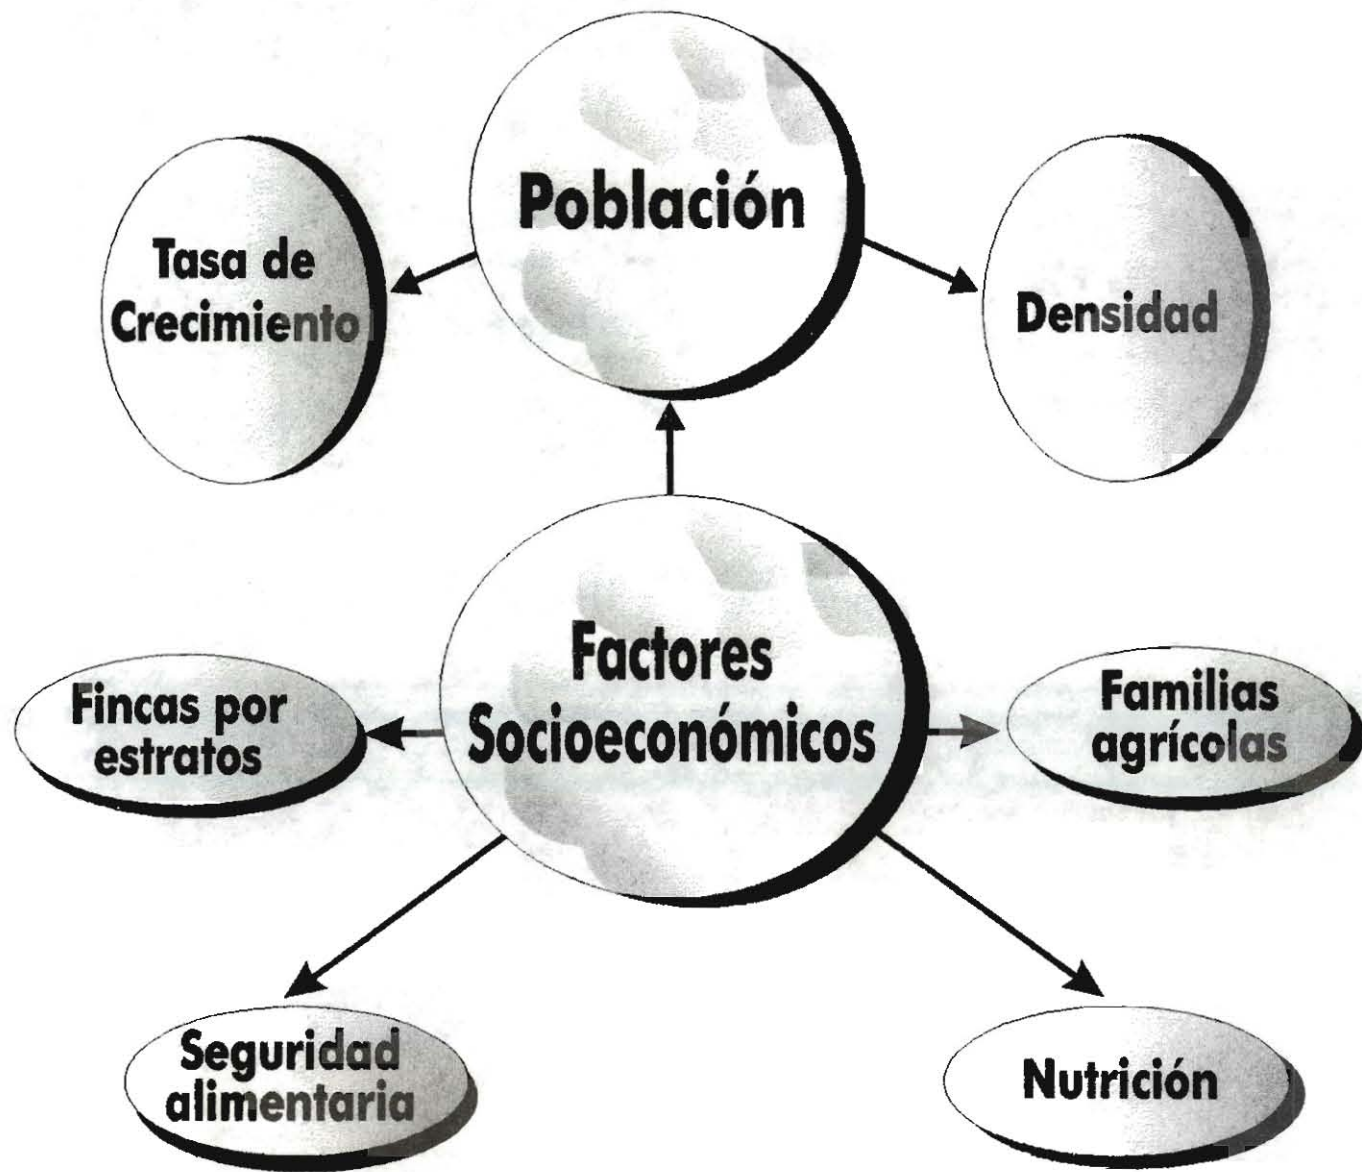 Población
Tasa de
Crecimiento
Densidad
Factores
Socioeconómicos
Fincas por
estratos
Familias
agrícolas
Seguridad
alimentaria
Nutrición